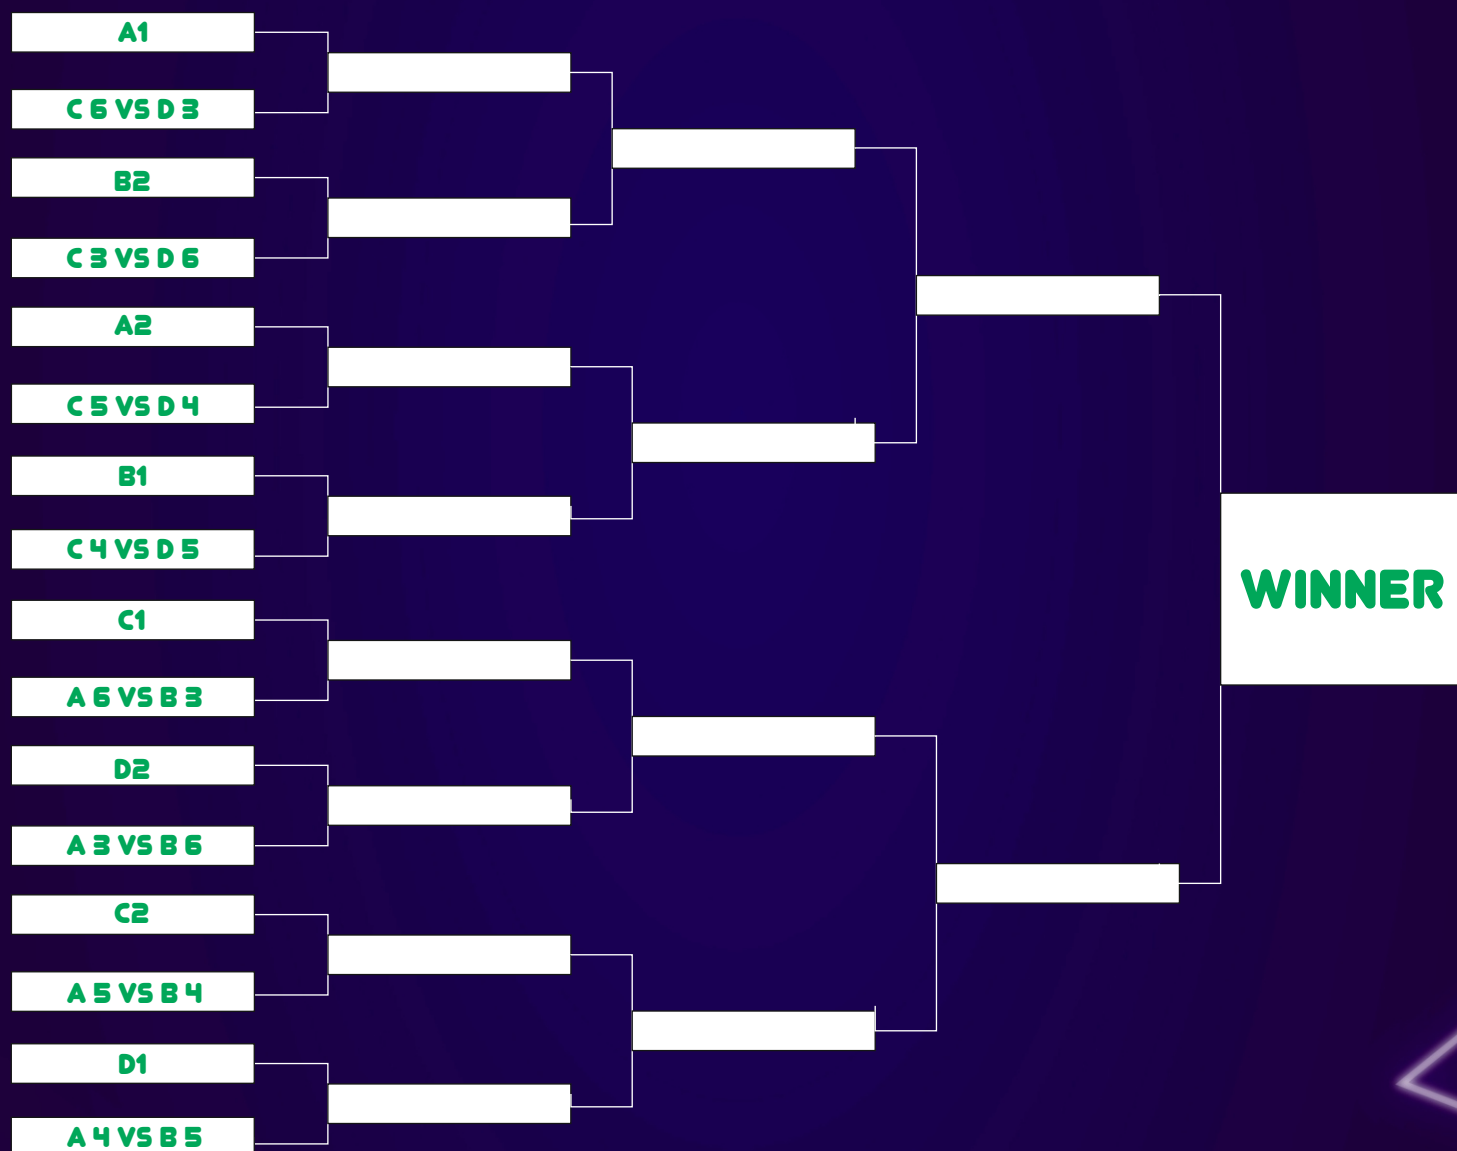 A1
C 6 VS D 3
B2
C 3 VS D 6
A2
C 5 VS D 4
B1
C 4 VS D 5
WINNER
C1
A 6 VS B 3
D2
A 3 VS B 6
C2
A 5 VS B 4
D1
A 4 VS B 5